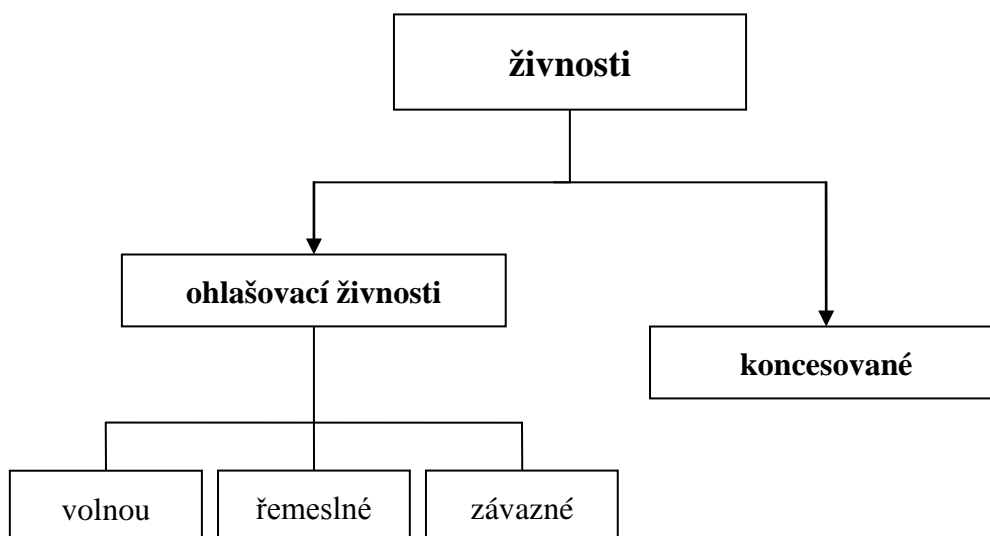 živnosti
ohlašovací živnosti
koncesované
volnou
řemeslné
závazné